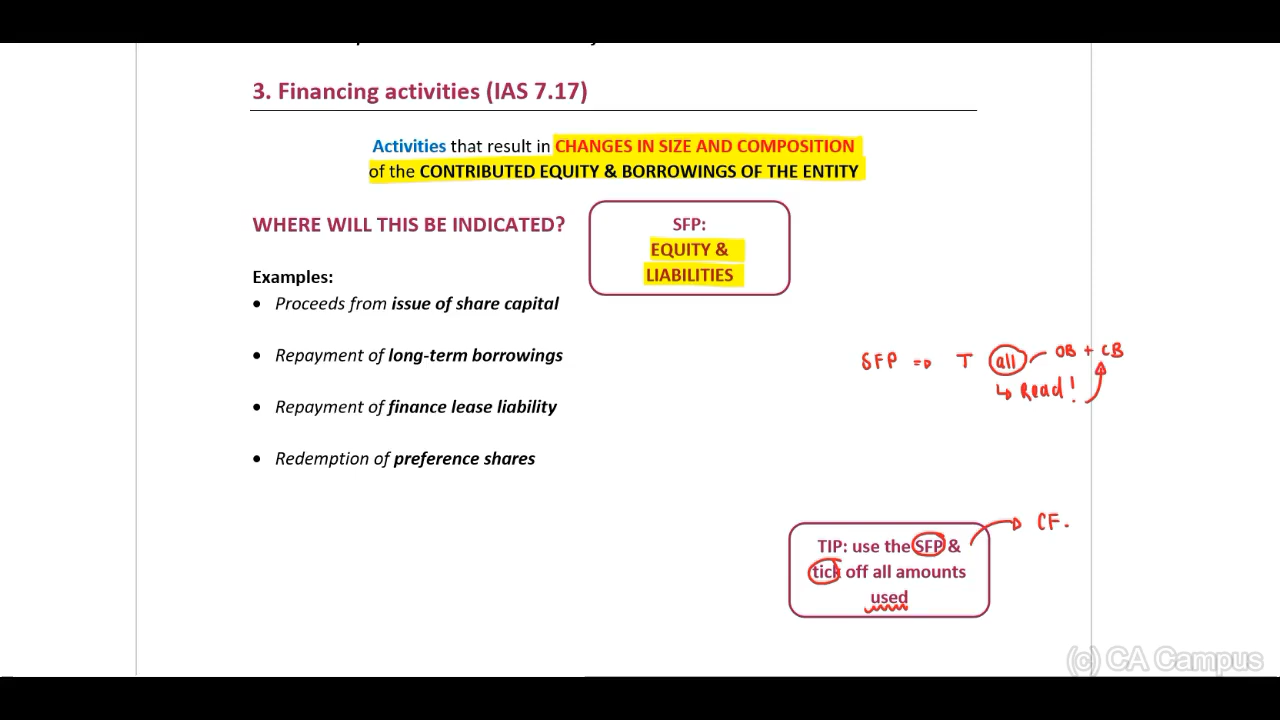 3. Financing activities (IAS 7.17)
Activities that result in CHANGES IN SIZE AND COMPOSITION
of the CONTRIBUTED EQUITY & BORROWINGS OF THE ENTITY
WHERE WILL THIS BE INDICATED?
SFP:
EQUITY &
LIABILITIES
Examples:
• Proceeds from issue of share capital
• Repayment of long-term borrowings
• Repayment of finance lease liability
• Redemption of preference shares
SFP ⇒ T all OB + CB
↳ Read!
CF.
TIP: use the SFP &
tick off all amounts
used
(c) CA Campus